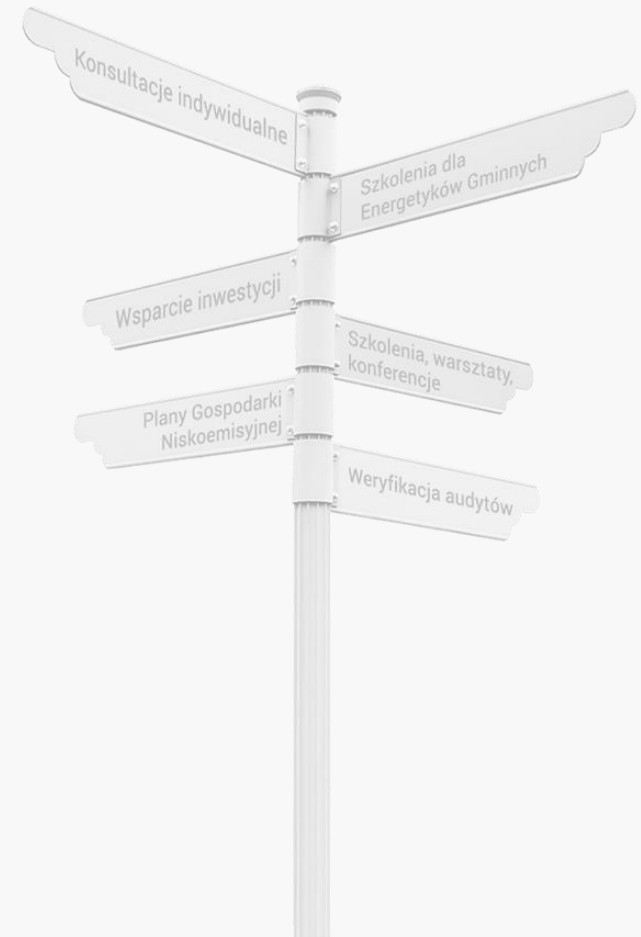 Konsultacje indywidualne
Szkolenia dla
Energetyków Gminnych
Wsparcie inwestycji
Szkolenia, warsztaty,
konferencje
Plany Gospodarki
Niskoemisyjnej
Weryfikacja audytów